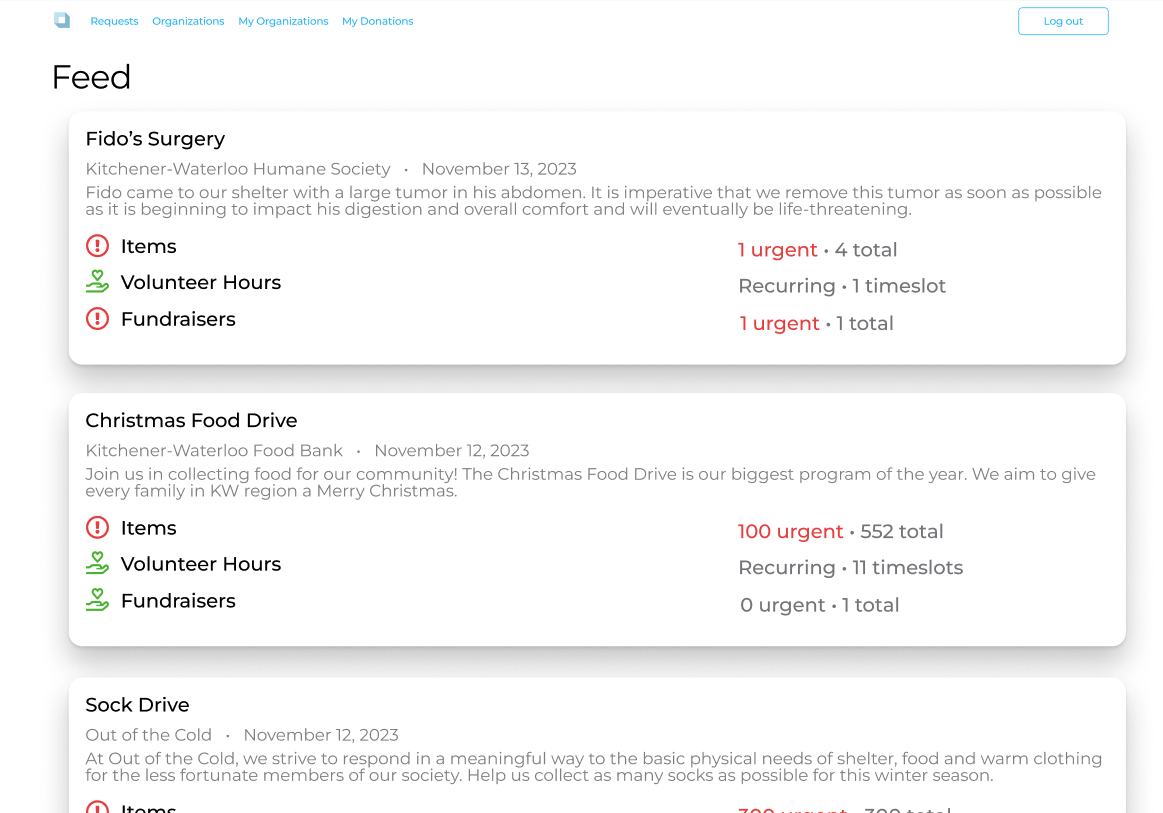 Requests Organizations My Organizations My Donations Log out
Feed
Fido’s Surgery
Kitchener-Waterloo Humane Society • November 13, 2023
Fido came to our shelter with a large tumor in his abdomen. It is imperative that we remove this tumor as soon as possible
as it is beginning to impact his digestion and overall comfort and will eventually be life-threatening.
Items 1 urgent • 4 total
Volunteer Hours Recurring • 1 timeslot
Fundraisers 1 urgent • 1 total
Christmas Food Drive
Kitchener-Waterloo Food Bank • November 12, 2023
Join us in collecting food for our community! The Christmas Food Drive is our biggest program of the year. We aim to give
every family in KW region a Merry Christmas.
Items 100 urgent • 552 total
Volunteer Hours Recurring • 11 timeslots
Fundraisers 0 urgent • 1 total
Sock Drive
Out of the Cold • November 12, 2023
At Out of the Cold, we strive to respond in a meaningful way to the basic physical needs of shelter, food and warm clothing
for the less fortunate members of our society. Help us collect as many socks as possible for this winter season.
Items 300 urgent • 300 total